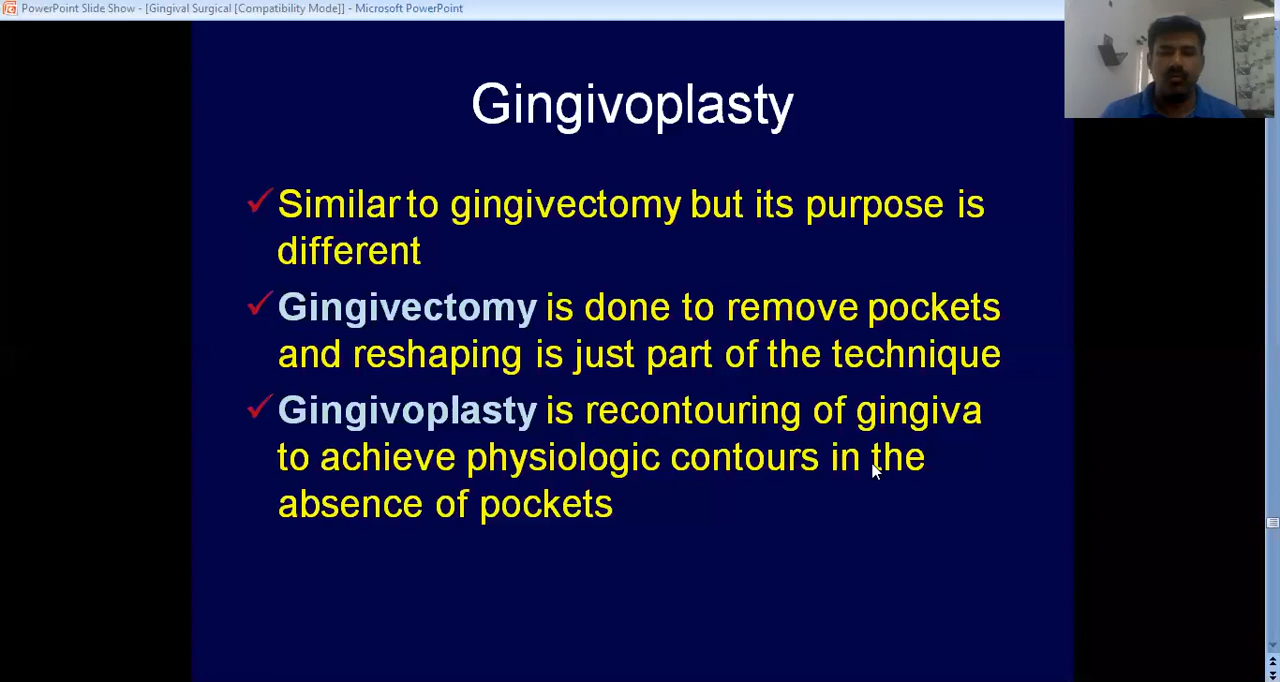 PowerPoint Slide Show - [Gingival Surgical [Compatibility Mode]] - Microsoft PowerPoint
Gingivoplasty
Similar to gingivectomy but its purpose is
different
Gingivectomy is done to remove pockets
and reshaping is just part of the technique
Gingivoplasty is recontouring of gingiva
to achieve physiologic contours in the
absence of pockets